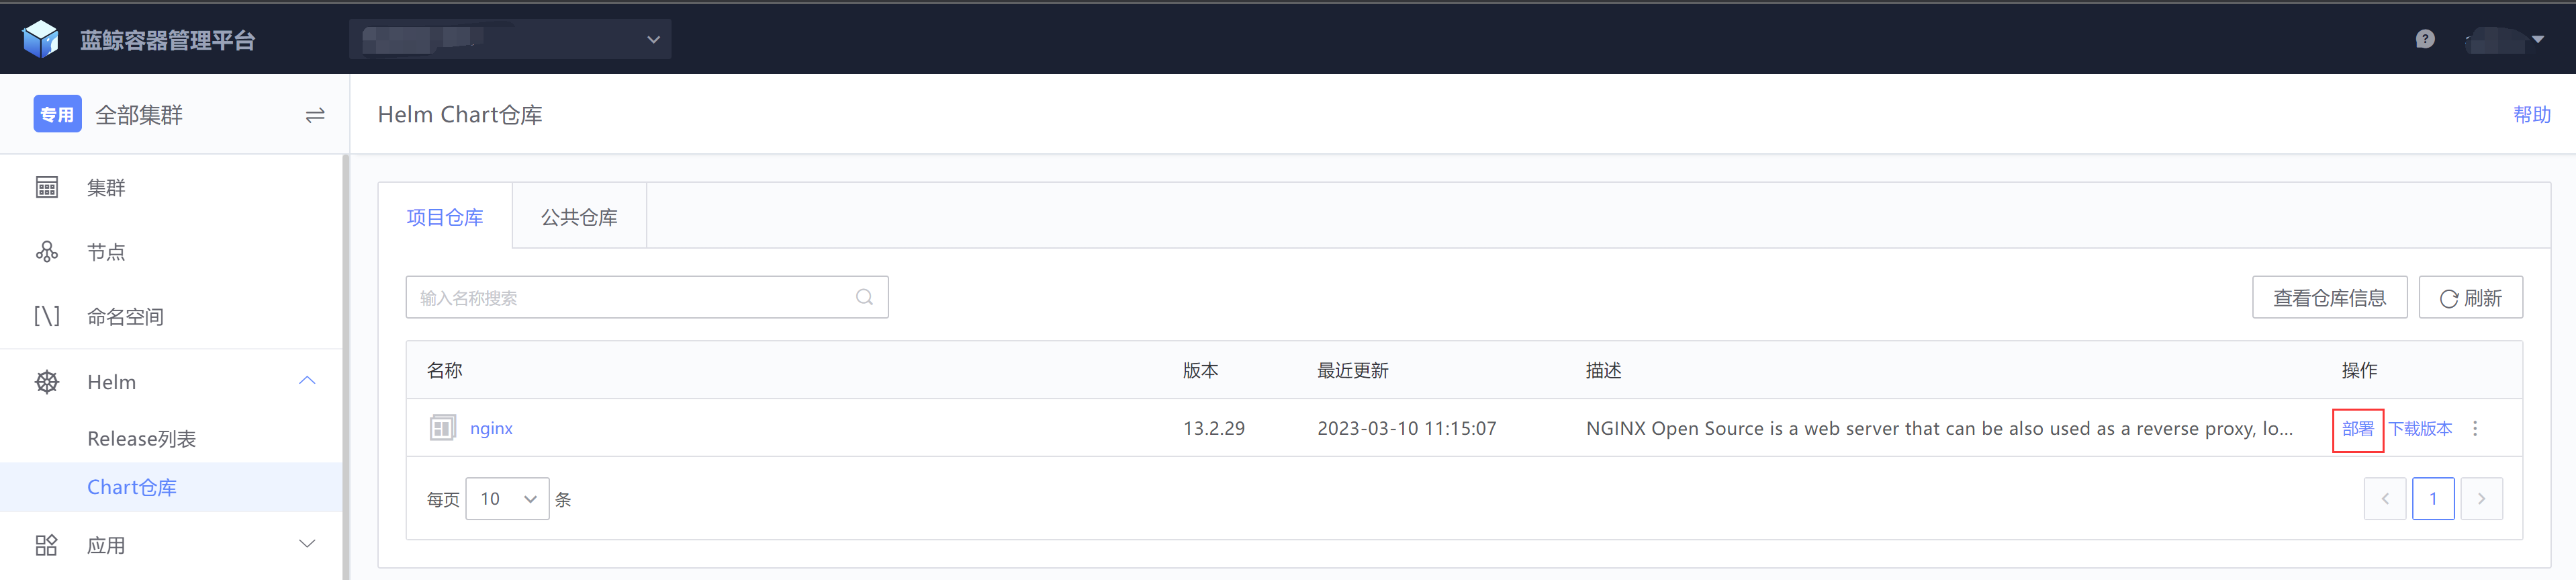 蓝鲸容器管理平台
专用 全部集群
Helm Chart仓库
帮助
集群
节点
命名空间
Helm
Release列表
Chart仓库
应用
项目仓库 公共仓库
输入名称搜索
查看仓库信息 刷新
名称 版本 最近更新 描述 操作
nginx 13.2.29 2023-03-10 11:15:07 NGINX Open Source is a web server that can be also used as a reverse proxy, lo... 部署 下载版本
每页 10 条
1